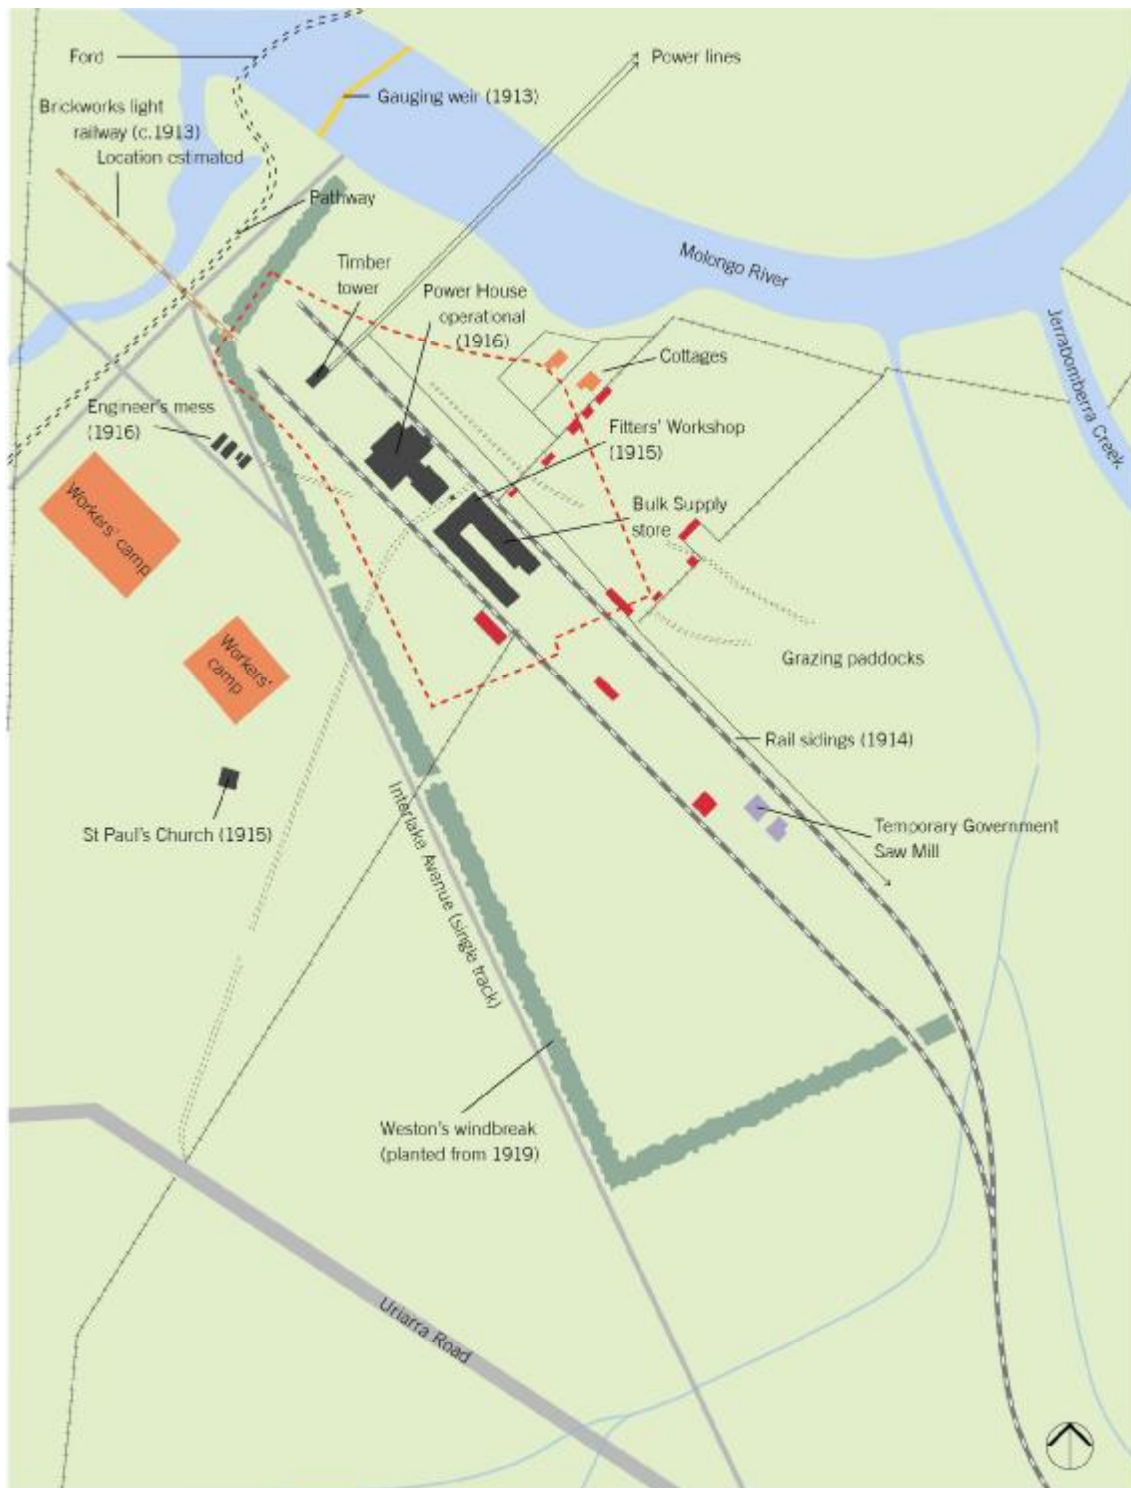 Ford
Power lines
Gauging weir (1913)
Brickworks light
railway (c.1913)
Location estimated
Pathway
Molongo River
Timber
tower
Power House
operational
(1916)
Cottages
Jerrabomberra Creek
Engineer's mess
(1916)
Fitters' Workshop
(1915)
Workers' camp
Bulk Supply
store
Workers'
camp
Grazing paddocks
Rail sidings (1914)
St Paul's Church (1915)
Interlake Avenue (single track)
Temporary Government
Saw Mill
Weston's windbreak
(planted from 1919)
Uriarra Road